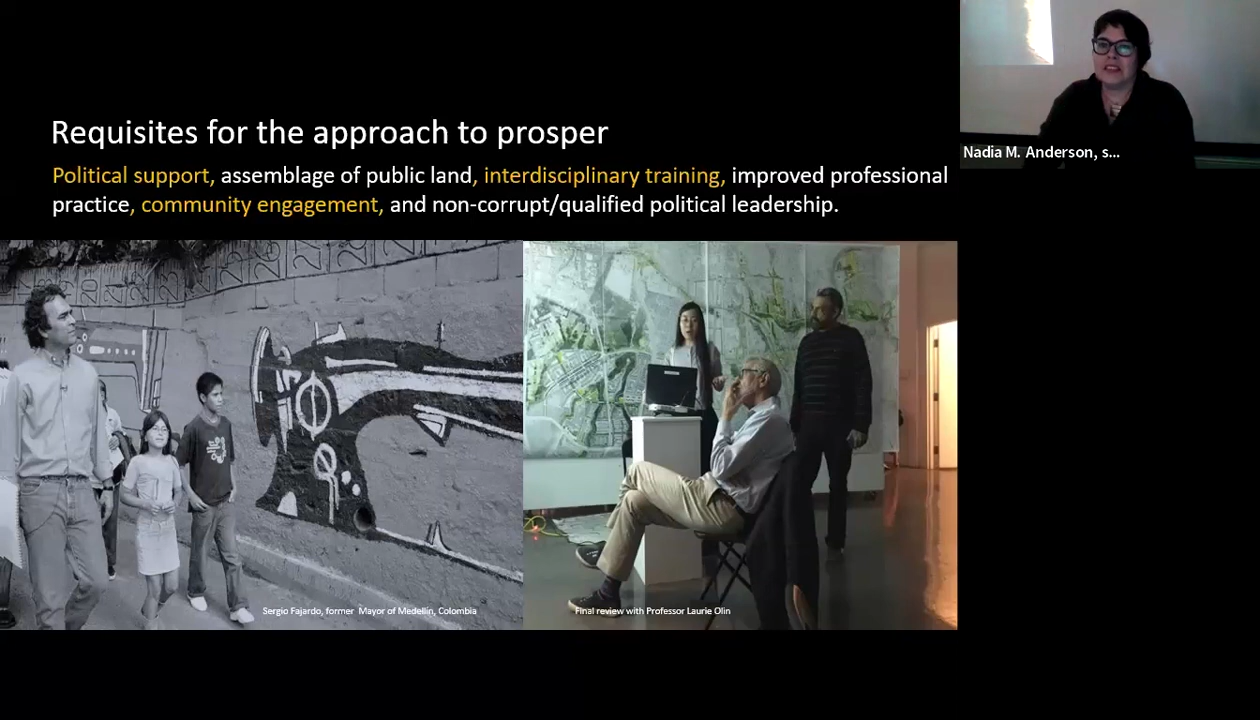 Requisites for the approach to prosper
Political support, assemblage of public land, interdisciplinary training, improved professional
practice, community engagement, and non-corrupt/qualified political leadership.
Nadia M. Anderson, s...
Sergio Fajardo, former Mayor of Medellin, Colombia
Final review with Professor Laurie Olin